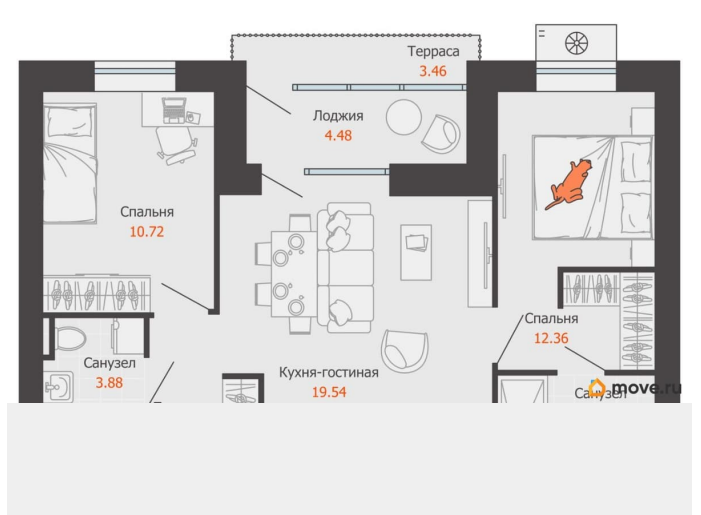 Терраса
3.46
Лоджия
4.48
Спальня
10.72
Спальня
12.36
Санузел
3.88
Кухня-гостиная
19.54
Санузел
move.ru